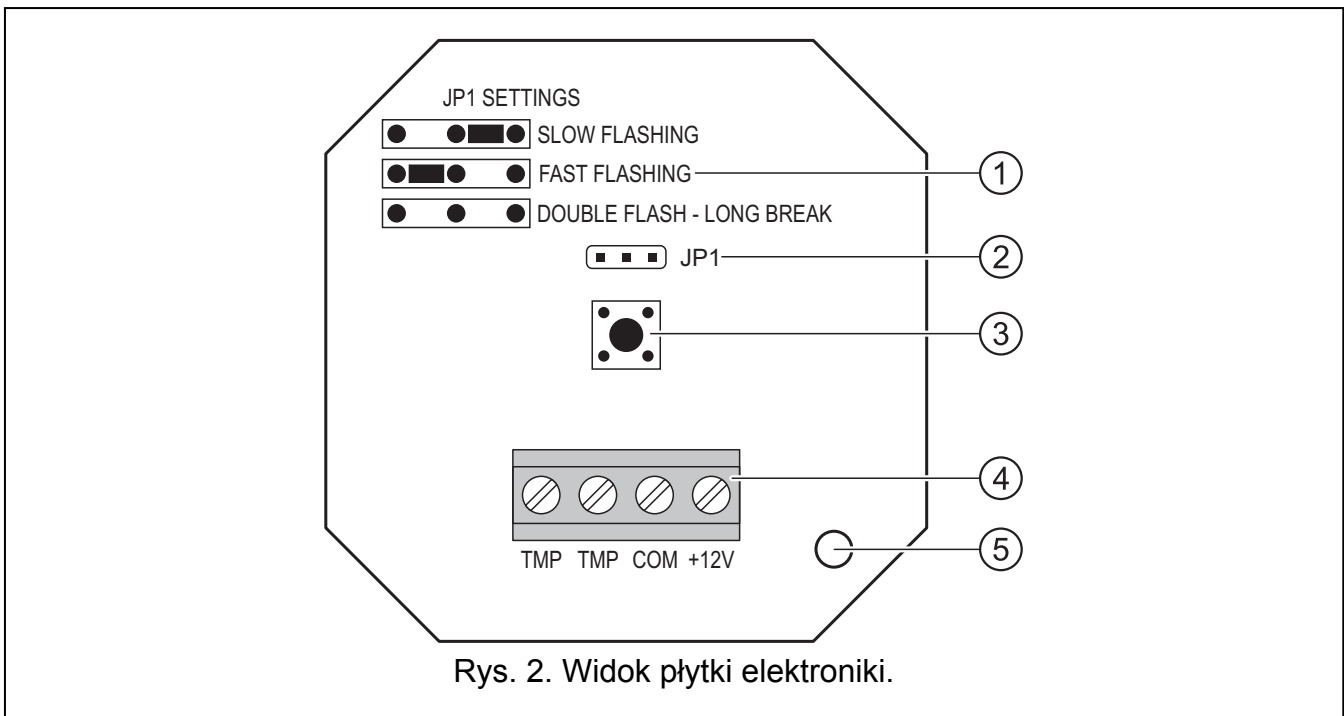 JP1 SETTINGS
SLOW FLASHING
FAST FLASHING
1
DOUBLE FLASH - LONG BREAK
JP1
2
3
4
TMP TMP COM +12V
5
Rys. 2. Widok płytki elektroniki.